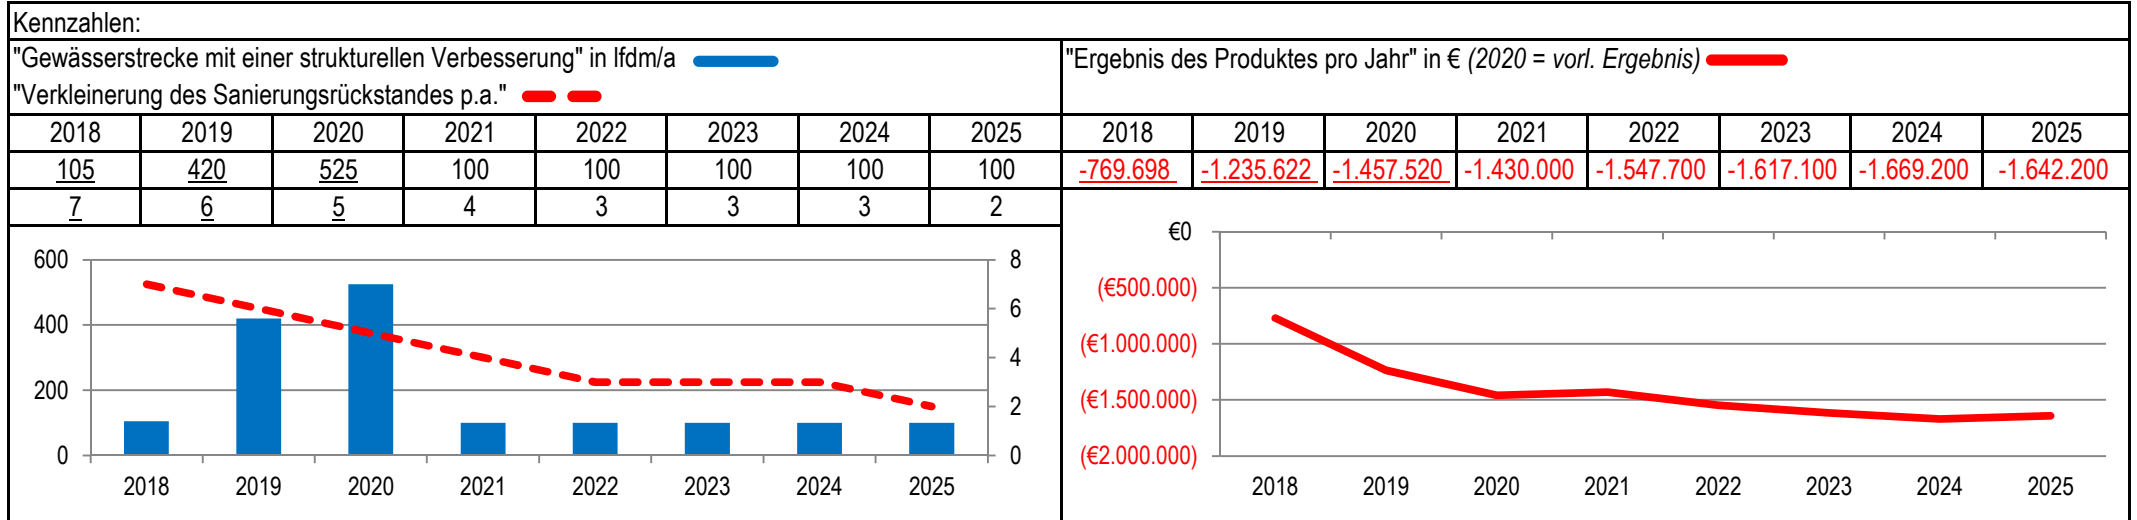 Kennzahlen:
"Gewässerstrecke mit einer strukturellen Verbesserung" in lfdm/a
"Verkleinerung des Sanierungsrückstandes p.a."
2018 2019 2020 2021 2022 2023 2024 2025
105 420 525 100 100 100 100 100
7 6 5 4 3 3 3 2
600
400
200
0
8
6
4
2
0
2018 2019 2020 2021 2022 2023 2024 2025
"Ergebnis des Produktes pro Jahr" in € (2020 = vorl. Ergebnis)
2018 2019 2020 2021 2022 2023 2024 2025
-769.698 -1.235.622 -1.457.520 -1.430.000 -1.547.700 -1.617.100 -1.669.200 -1.642.200
€0
(€500.000)
(€1.000.000)
(€1.500.000)
(€2.000.000)
2018 2019 2020 2021 2022 2023 2024 2025